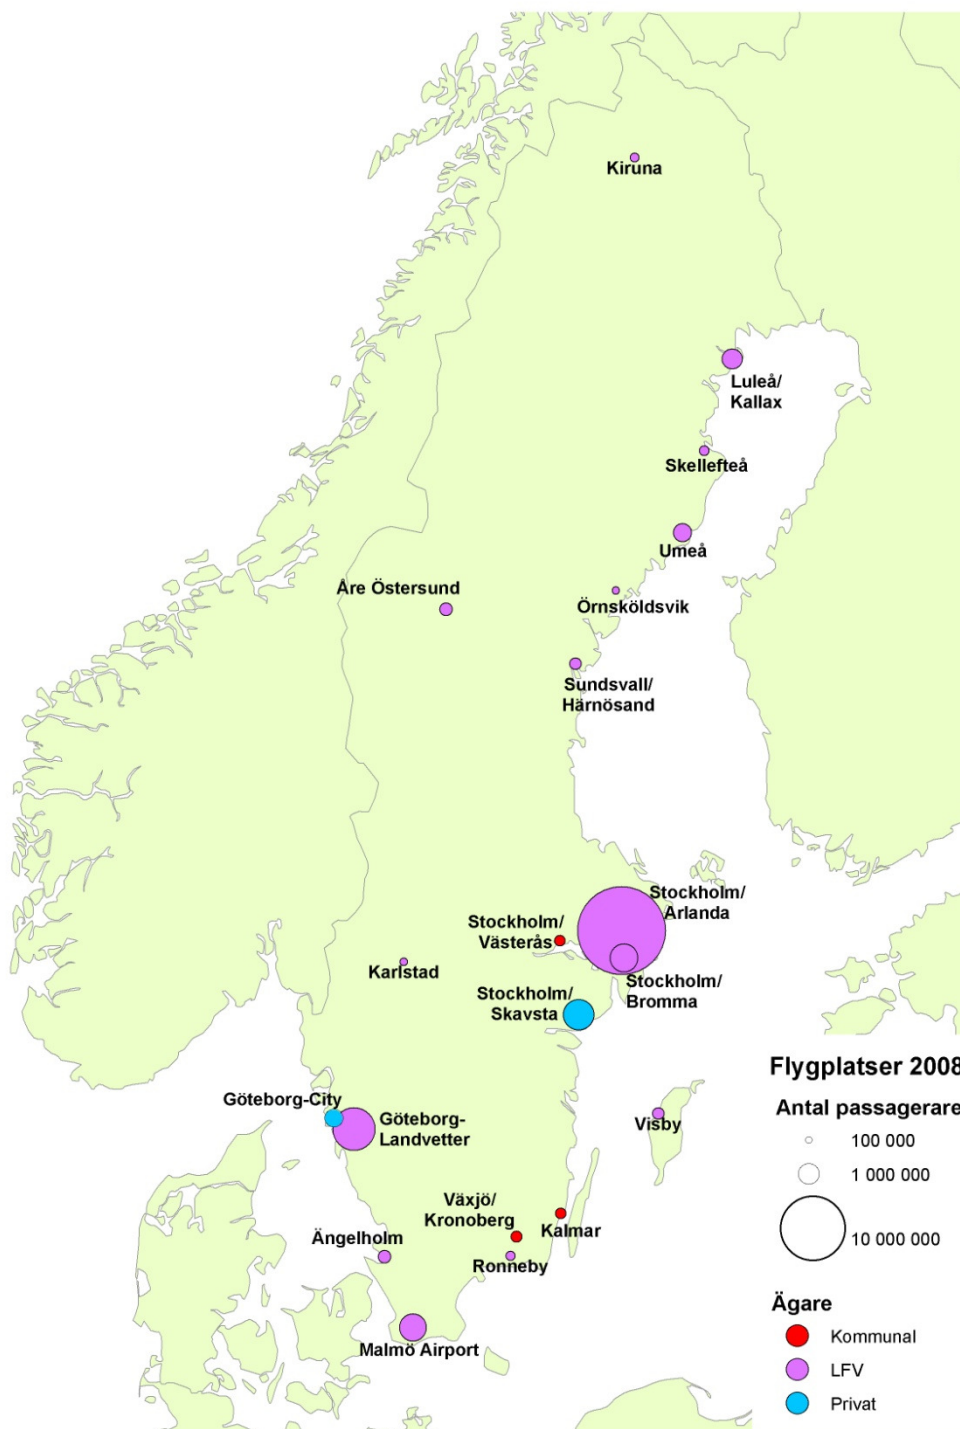 Kiruna
Luleå/
Kallax
Skellefteå
Umeå
Åre Östersund
Örnsköldsvik
Sundsvall/
Härnösand
Stockholm/
Arlanda
Stockholm/
Västerås
Karlstad
Stockholm/
Bromma
Stockholm/
Skavsta
Göteborg-City
Göteborg-
Landvetter
Visby
Växjö/
Kronoberg
Kalmar
Ängelholm
Ronneby
Malmö Airport
Flygplatser 2008
Antal passagerare
100 000
1 000 000
10 000 000
Ägare
Kommunal
LFV
Privat